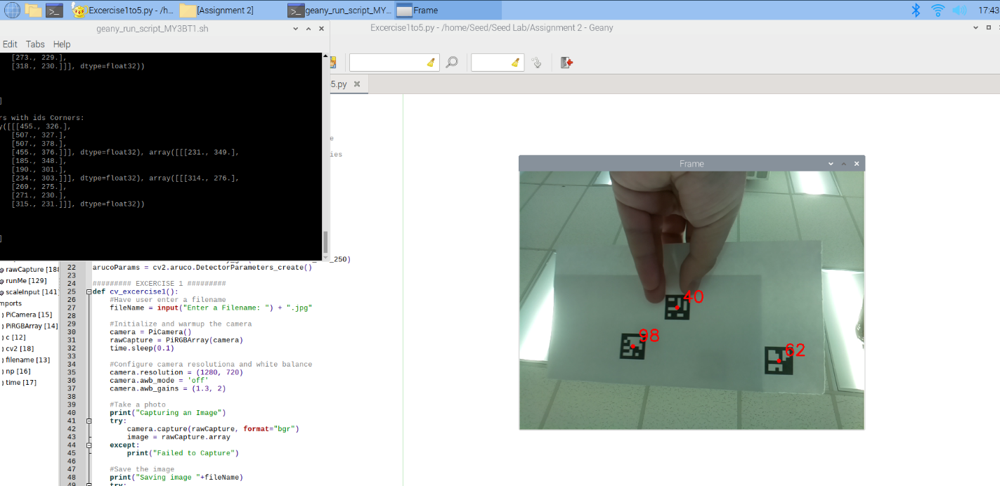 Excercise1to5.py - /h...
[Assignment 2]
geany_run_script_MY...
Frame
17:43
geany_run_script_MY3BT1.sh
Excercise1to5.py - /home/Seed/Seed Lab/Assignment 2 - Geany
Edit Tabs Help
[273., 229.],
[318., 230.]]], dtype=float32))
]
rs with ids Corners:
y([[[455., 326.],
[507., 327.],
[507., 378.],
[455., 376.]]], dtype=float32), array([[[231., 349.],
[185., 348.],
[190., 301.],
[234., 303.]]], dtype=float32), array([[[314., 276.],
[269., 275.],
[271., 230.],
[315., 231.]]], dtype=float32))
]
5.py
e
ies
Frame
40
98
62
_250)
rawCapture [188
runMe [129]
scaleInput [141]
mports
PiCamera [15]
PiRGBArray [14]
c [12]
cv2 [18]
filename [13]
np [16]
time [17]
22 arucoParams = cv2.aruco.DetectorParameters_create()
23
24 ######### EXCERCISE 1 #########
25 def cv_excercise1():
26 #Have user enter a filename
27 fileName = input("Enter a Filename: ") + ".jpg"
28
29 #Initialize and warmup the camera
30 camera = PiCamera()
31 rawCapture = PiRGBArray(camera)
32 time.sleep(0.1)
33
34 #Configure camera resolutiona and white balance
35 camera.resolution = (1280, 720)
36 camera.awb_mode = 'off'
37 camera.awb_gains = (1.3, 2)
38
39 #Take a photo
40 print("Capturing an Image")
41 try:
42 camera.capture(rawCapture, format="bgr")
43 image = rawCapture.array
44 except:
45 print("Failed to Capture")
46
47 #Save the image
48 print("Saving image "+fileName)
49 try: